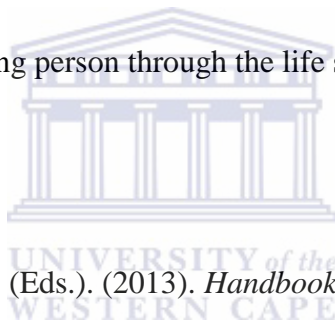 ng person through the life s
UNIVERSITY of the
(Eds.). (2013). Handbook
WESTERN CAPE